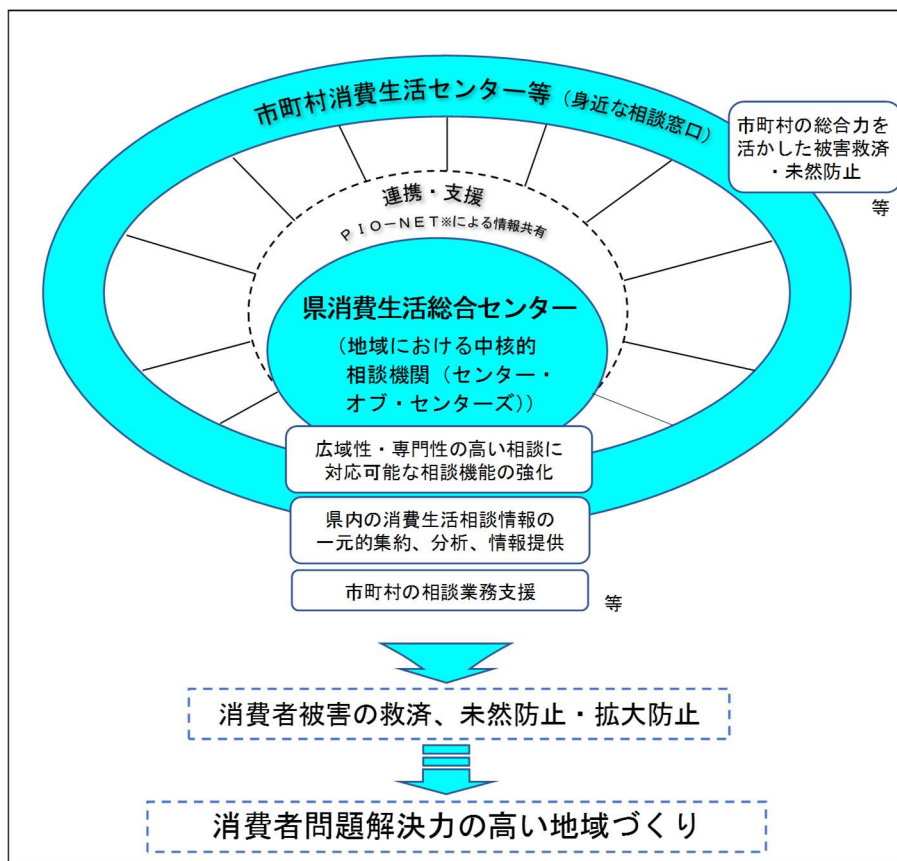 市町村消費生活センター等（身近な相談窓口）
市町村の総合力を
活かした被害救済
・未然防止
等
連携・支援
ＰＩＯ－ＮＥＴ※による情報共有
県消費生活総合センター
（地域における中核的
相談機関（センター・
オブ・センターズ））
広域性・専門性の高い相談に
対応可能な相談機能の強化
県内の消費生活相談情報の
一元的集約、分析、情報提供
市町村の相談業務支援
等
消費者被害の救済、未然防止・拡大防止
消費者問題解決力の高い地域づくり